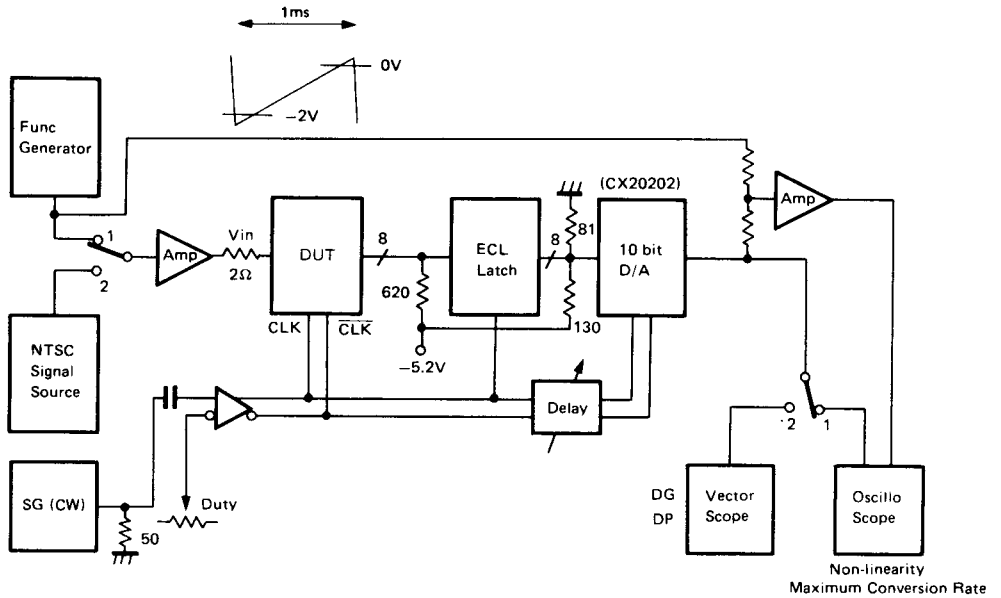 1ms
0V
−2V
Func
Generator
(CX20202)
Amp
1
2
Amp
Vin
2Ω
DUT
8
620
ECL
Latch
8
81
130
10 bit
D/A
CLK
CLK
−5.2V
NTSC
Signal
Source
Delay
SG (CW)
50
Duty
2
1
DG
DP
Vector
Scope
Oscillo
Scope
Non-linearity
Maximum Conversion Rate